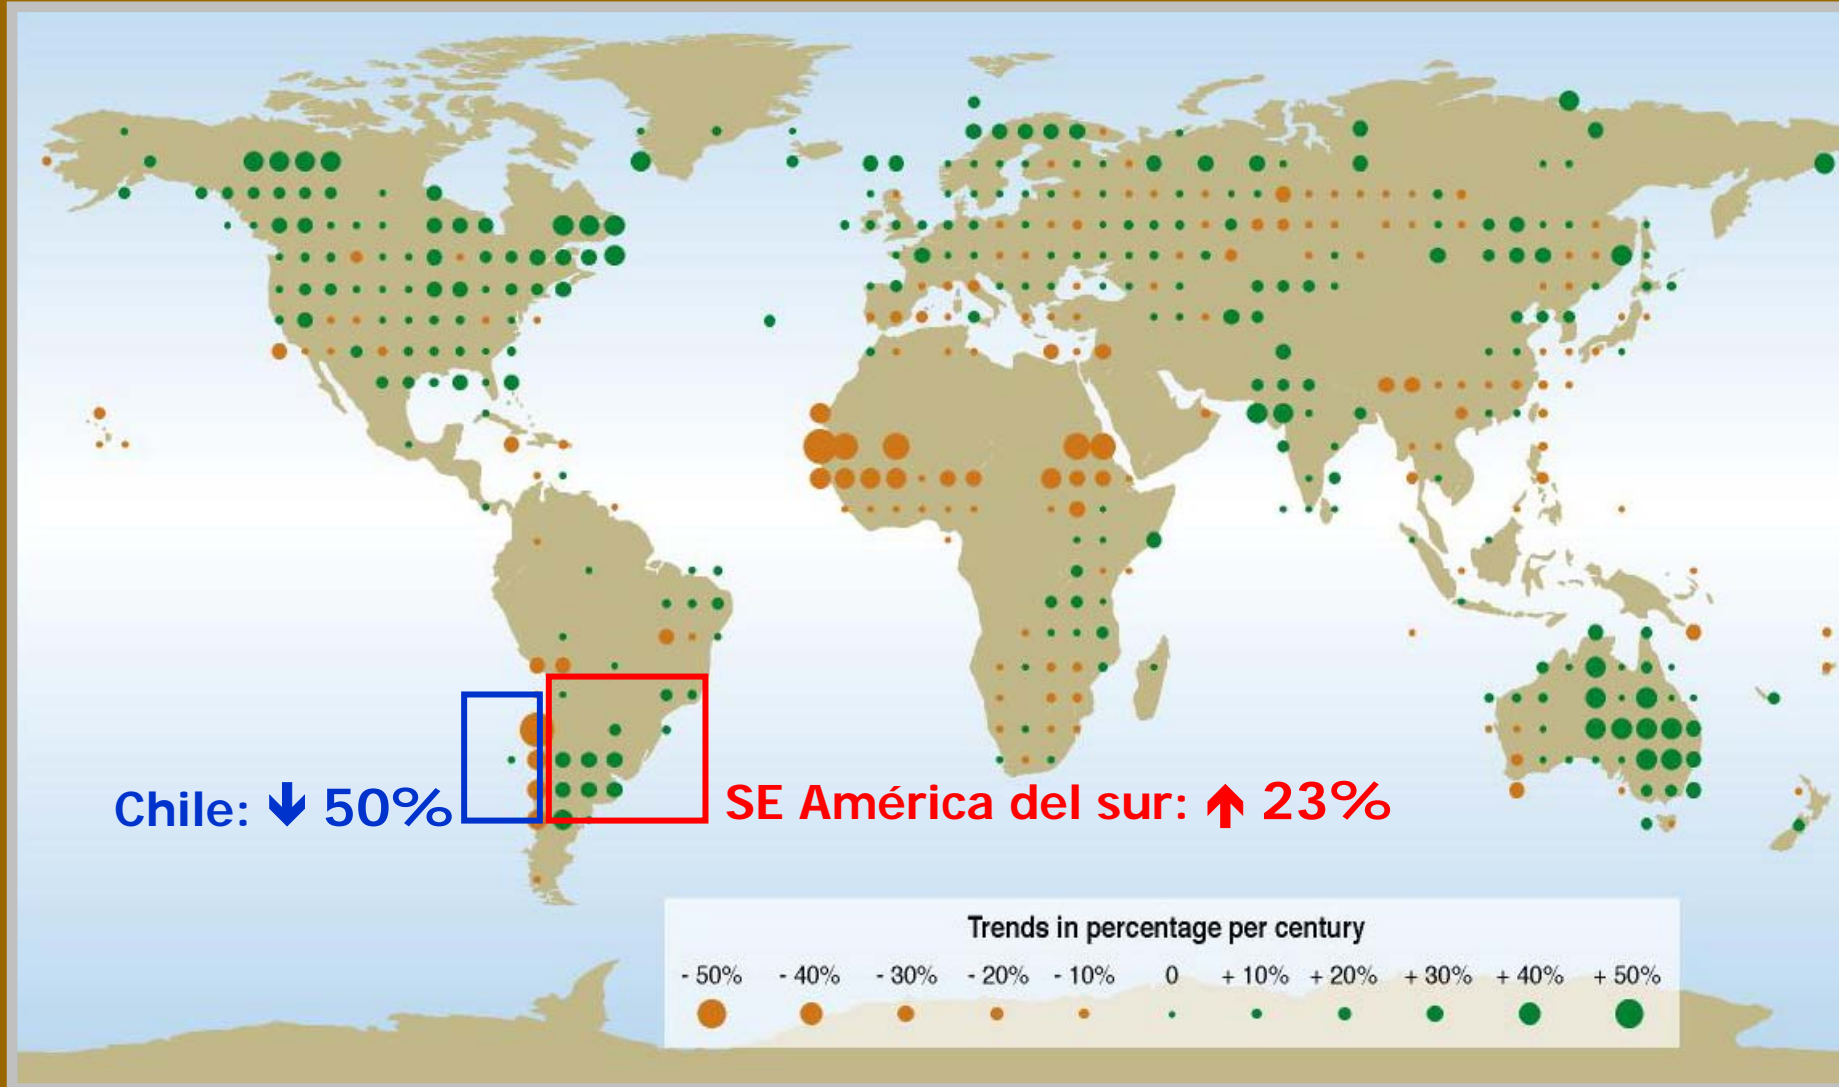 Chile: 🡻 50%
SE América del sur: 🡹 23%
Trends in percentage per century
- 50% - 40% - 30% - 20% - 10% 0 + 10% + 20% + 30% + 40% + 50%